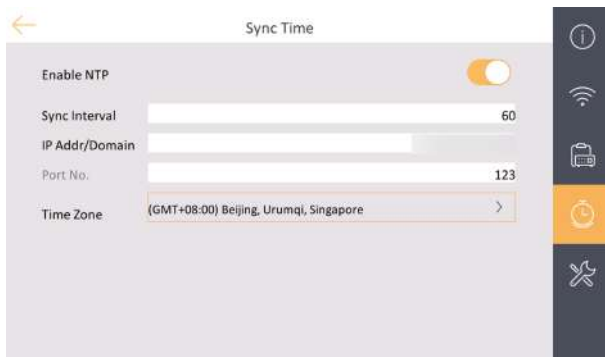 Sync Time
Enable NTP
Sync Interval 60
IP Addr/Domain
Port No. 123
Time Zone (GMT+08:00) Beijing, Urumqi, Singapore